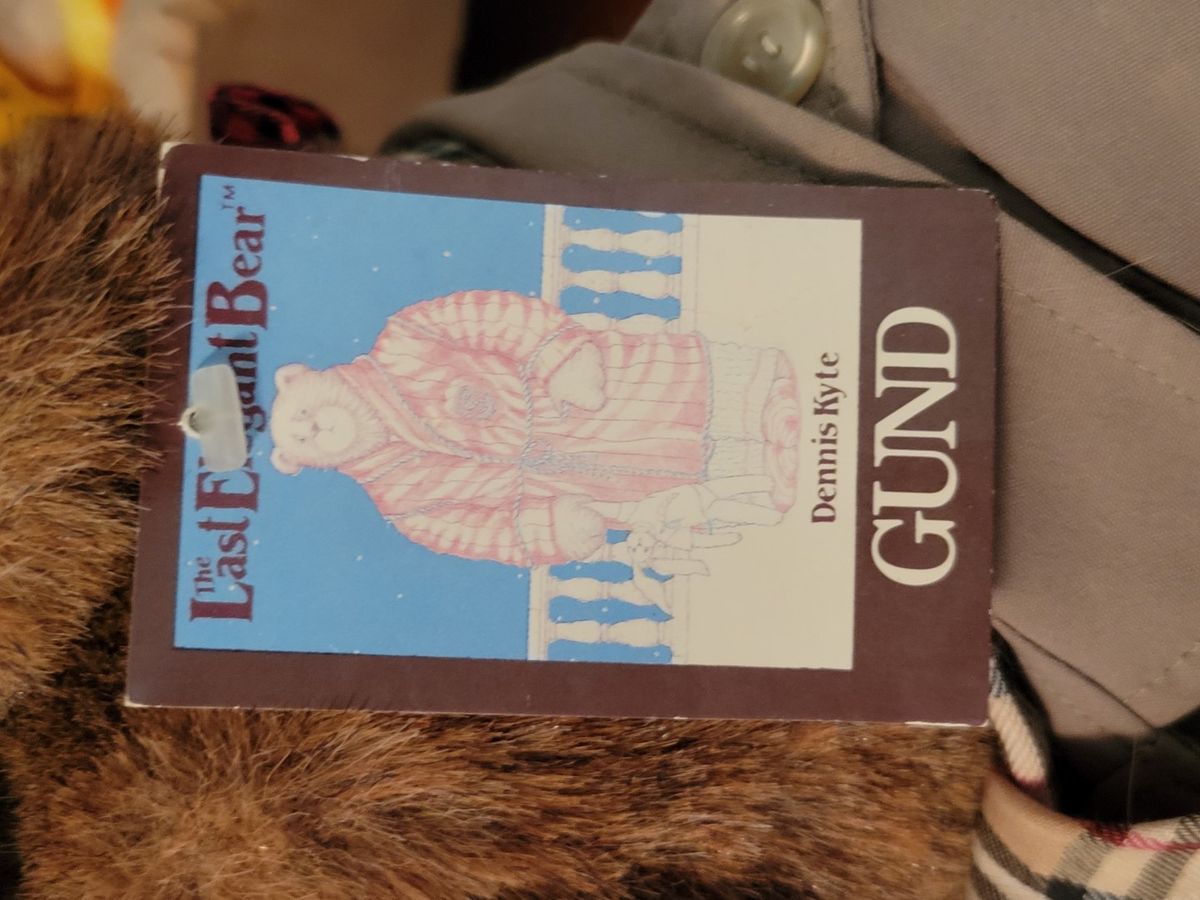 The
Last Elegant Bear™
Dennis Kyte
GUND